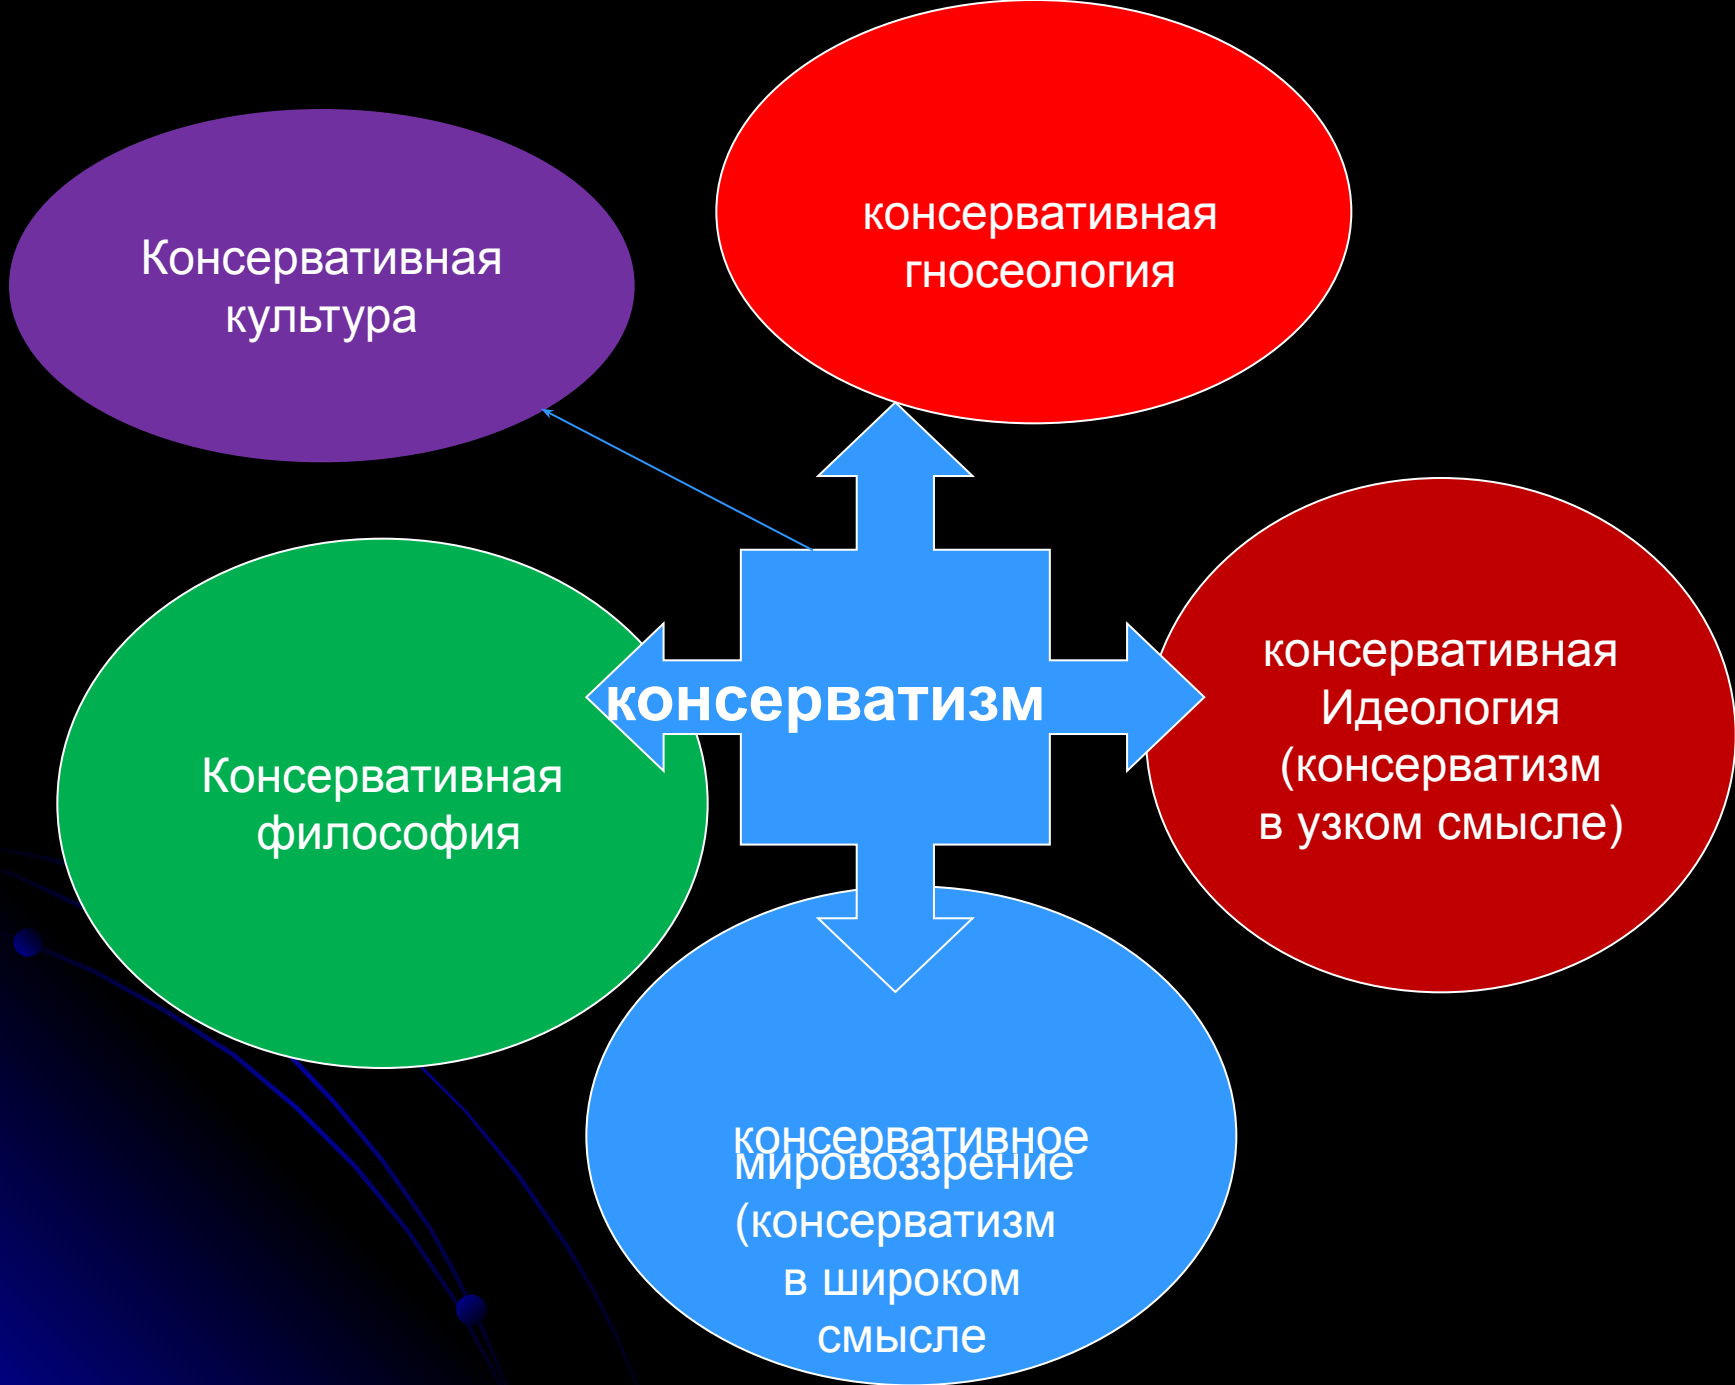 Консервативная
культура
консервативная
гносеология
консерватизм
консервативная
Идеология
(консерватизм
в узком смысле)
Консервативная
философия
консервативное
мировоззрение
(консерватизм
в широком
смысле